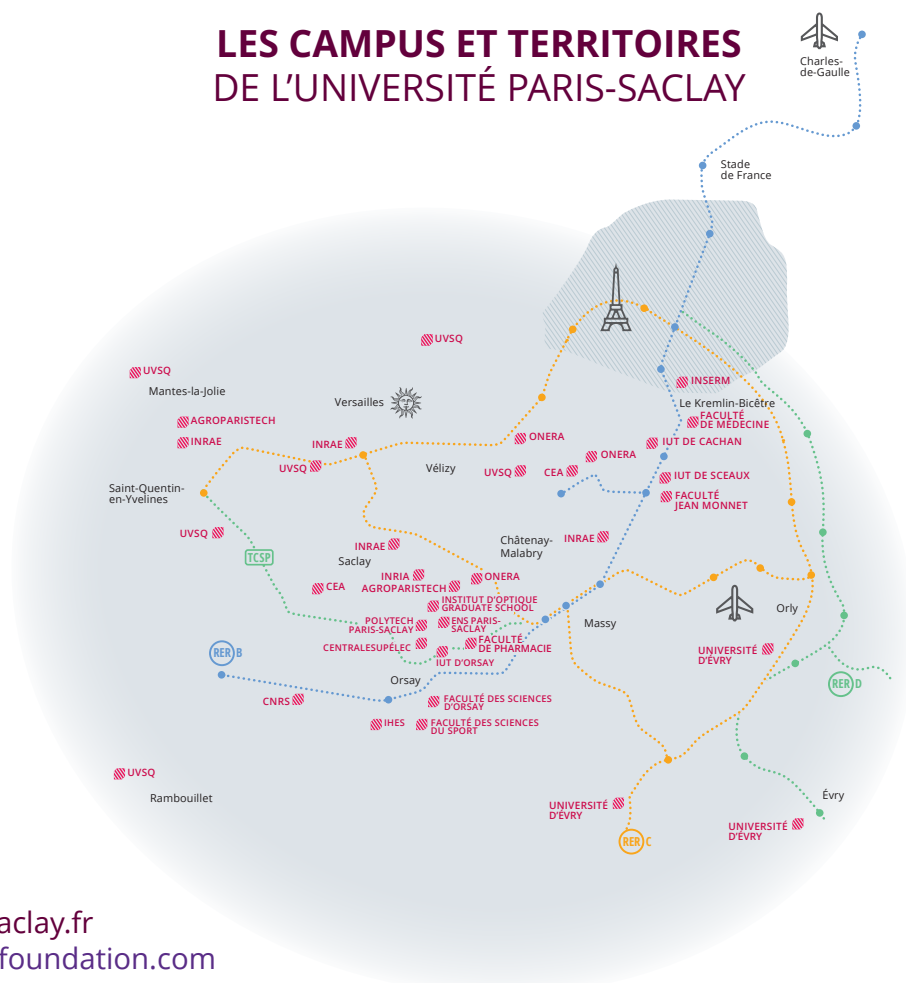 LES CAMPUS ET TERRITOIRES
DE L’UNIVERSITÉ PARIS-SACLAY
Charles-
de-Gaulle
Stade
de France
UVSQ
UVSQ
Mantes-la-Jolie
INSERM
Versailles
Le Kremlin-Bicêtre
FACULTÉ
DE MÉDECINE
AGROPARISTECH
INRAE
INRAE
ONERA
IUT DE CACHAN
ONERA
UVSQ
Vélizy
UVSQ
CEA
IUT DE SCEAUX
Saint-Quentin-
en-Yvelines
FACULTÉ
JEAN MONNET
UVSQ
INRAE
Châtenay-
Malabry
INRAE
TCSP
Saclay
INRIA
ONERA
CEA
AGROPARISTECH
INSTITUT D’OPTIQUE
GRADUATE SCHOOL
Orly
POLYTECH
PARIS-SACLAY
ENS PARIS-
SACLAY
Massy
CENTRALESUPÉLEC
FACULTÉ
DE PHARMACIE
IUT D’ORSAY
RER B
UNIVERSITÉ
D’ÉVRY
Orsay
RER D
CNRS
FACULTÉ DES SCIENCES
D’ORSAY
IHES
FACULTÉ DES SCIENCES
DU SPORT
UVSQ
Rambouillet
UNIVERSITÉ
D’ÉVRY
Évry
UNIVERSITÉ
D’ÉVRY
RER C
aclay.fr
foundation.com